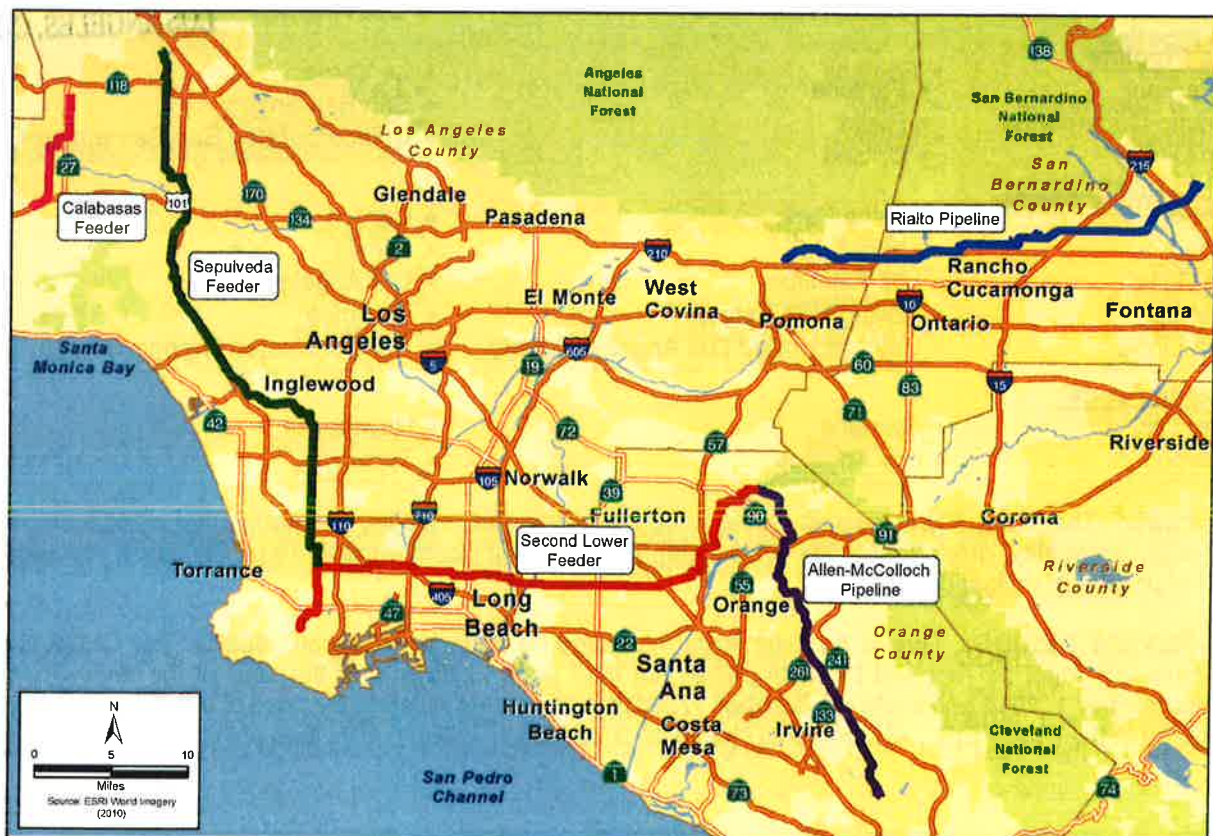 138
Angeles
National
Forest
San Bernardino
National
Forest
118
Los Angeles
County
27
215
San
Bernardino
County
170
Glendale
101
Calabasas
Feeder
134
Pasadena
Rialto Pipeline
2
210
Sepulveda
Feeder
Rancho
Cucamonga
West
Covina
El Monte
10
Los
Angeles
Pomona
Ontario
Fontana
Santa
Monica Bay
5
605
19
60
Inglewood
83
15
42
72
71
57
Riverside
105
Norwalk
39
Fullerton
90
110
710
Corona
91
Second Lower
Feeder
Torrance
Allen-McColloch
Pipeline
Riverside
County
405
55
47
Long
Beach
Orange
Orange
County
22
Santa
Ana
261
241
N
Huntington
Beach
133
Costa
Mesa
Irvine
0
5
10
Miles
Source: ESRI World Imagery
(2010)
San Pedro
Channel
1
73
Cleveland
National
Forest
74